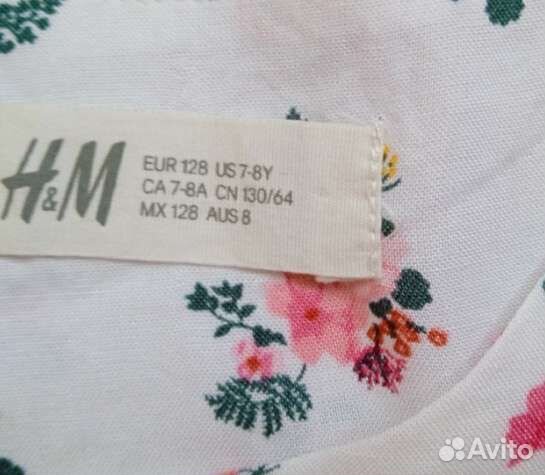 H&M
EUR 128 US 7-8Y
CA 7-8A CN 130/64
MX 128 AUS 8
Avito